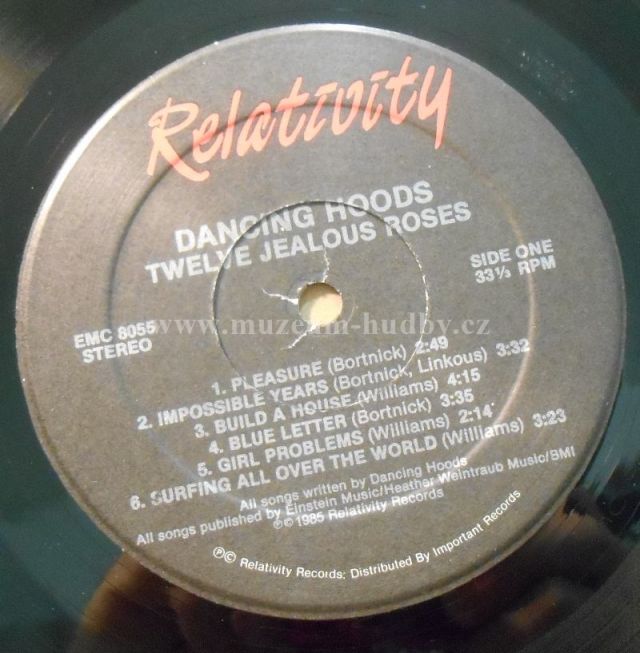 Relativity
DANCING HOODS
TWELVE JEALOUS ROSES
SIDE ONE
33⅓ RPM
EMC 8055
STEREO
www.muzeum-hudby.cz
1. PLEASURE (Bortnick) 2:49
2. IMPOSSIBLE YEARS (Bortnick, Linkous) 3:32
3. BUILD A HOUSE (Williams) 4:15
4. BLUE LETTER (Bortnick) 3:35
5. GIRL PROBLEMS (Williams) 2:14
6. SURFING ALL OVER THE WORLD (Williams) 3:23
All songs written by Dancing Hoods
All songs published by Einstein Music/Heather Weintraub Music/BMI
℗© 1985 Relativity Records
℗© Relativity Records: Distributed By Important Records